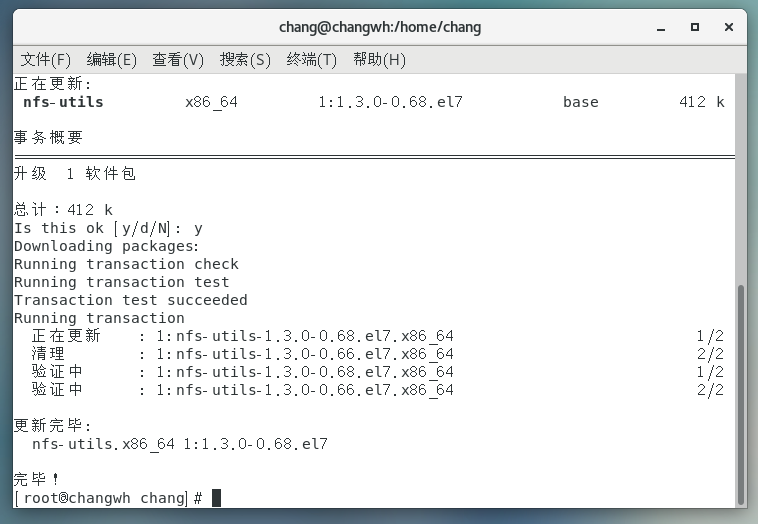 chang@changwh:/home/chang
文件(F) 编辑(E) 查看(V) 搜索(S) 终端(T) 帮助(H)
正在更新:
nfs-utils x86_64 1:1.3.0-0.68.el7 base 412 k
事务概要
升级 1 软件包
总计：412 k
Is this ok [y/d/N]: y
Downloading packages:
Running transaction check
Running transaction test
Transaction test succeeded
Running transaction
正在更新 : 1:nfs-utils-1.3.0-0.68.el7.x86_64 1/2
清理 : 1:nfs-utils-1.3.0-0.66.el7.x86_64 2/2
验证中 : 1:nfs-utils-1.3.0-0.68.el7.x86_64 1/2
验证中 : 1:nfs-utils-1.3.0-0.66.el7.x86_64 2/2
更新完毕:
nfs-utils.x86_64 1:1.3.0-0.68.el7
完毕！
[root@changwh chang]#